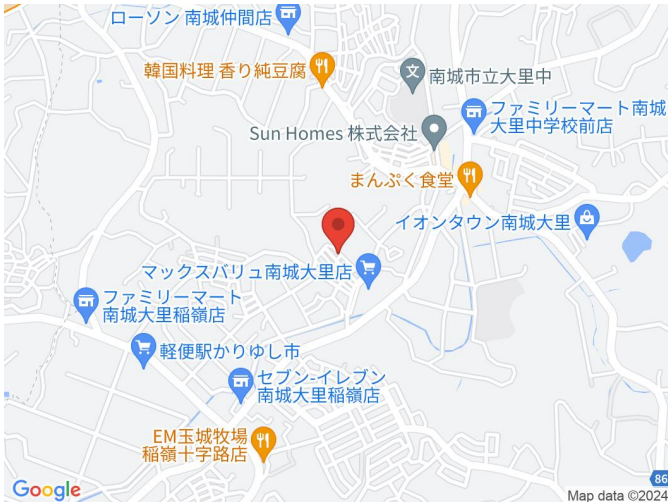 ローソン 南城仲間店
韓国料理 香り純豆腐
南城市立大里中
ファミリーマート南城
大里中学校前店
Sun Homes 株式会社
まんぷく食堂
イオンタウン南城大里
マックスバリュ南城大里店
ファミリーマート
南城大里稲嶺店
軽便駅かりゆし市
セブン-イレブン
南城大里稲嶺店
EM玉城牧場
稲嶺十字路店
86
Google
Map data ©2024